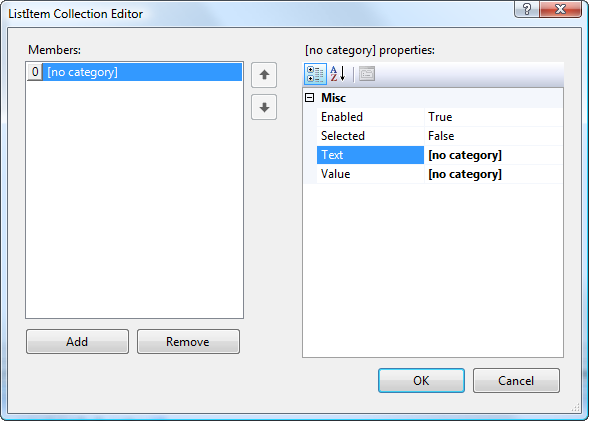 ListItem Collection Editor
?
Members:
0 [no category]
Add
Remove
[no category] properties:
A
Z
Misc
Enabled True
Selected False
Text [no category]
Value [no category]
OK
Cancel